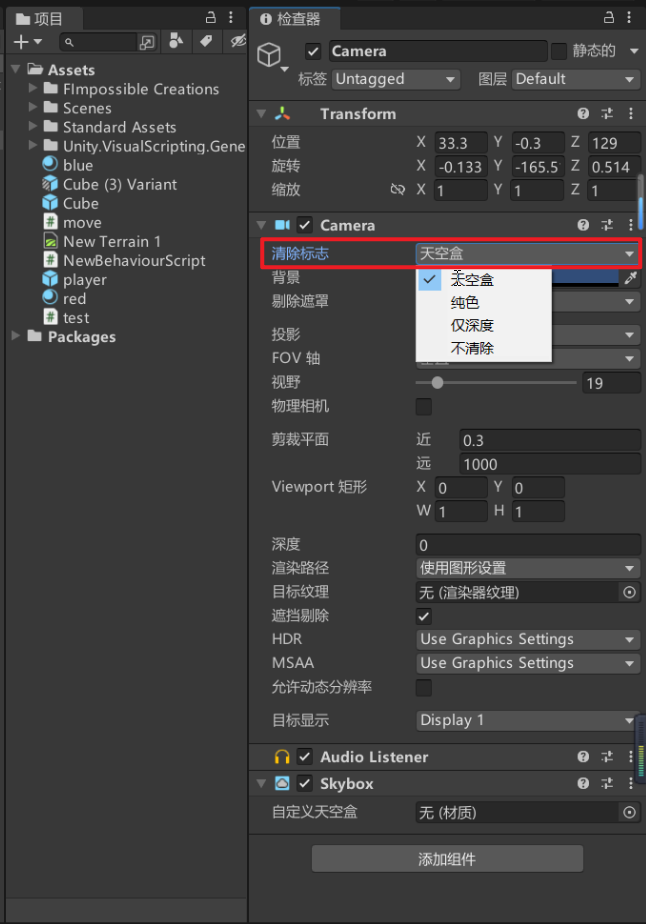 项目
Assets
FImpossible Creations
Scenes
Standard Assets
Unity.VisualScripting.Gene
blue
Cube (3) Variant
Cube
move
New Terrain 1
NewBehaviourScript
player
red
test
Packages
检查器
Camera 静态的
标签 Untagged 图层 Default
Transform
位置 X 33.3 Y -0.3 Z 129
旋转 X -0.133 Y -165.5 Z 0.514
缩放 X 1 Y 1 Z 1
Camera
清除标志 天空盒
背景 天空盒
剔除遮罩 纯色
仅深度
投影
不清除
FOV 轴
视野 19
物理相机
剪裁平面 近 0.3
远 1000
Viewport 矩形 X 0 Y 0
W 1 H 1
深度 0
渲染路径 使用图形设置
目标纹理 无 (渲染器纹理)
遮挡剔除
HDR Use Graphics Settings
MSAA Use Graphics Settings
允许动态分辨率
目标显示 Display 1
Audio Listener
Skybox
自定义天空盒 无 (材质)
添加组件